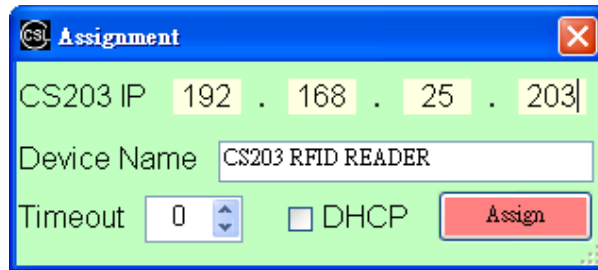 CSL Assignment
CS203 IP 192 . 168 . 25 . 203
Device Name CS203 RFID READER
Timeout 0 DHCP Assign